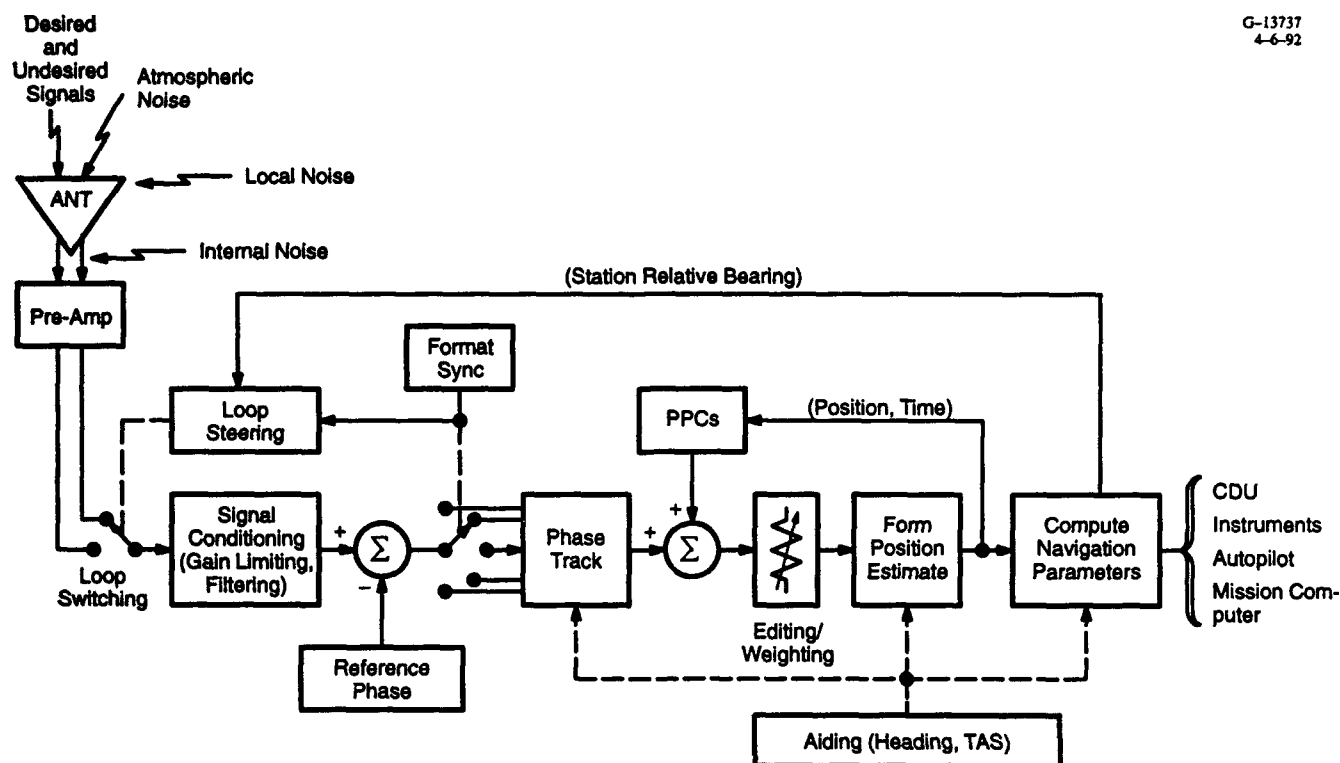 G-13737
4-6-92
Desired
and
Undesired
Signals
Atmospheric
Noise
ANT
Local Noise
Internal Noise
Pre-Amp
(Station Relative Bearing)
Format
Sync
Loop
Steering
PPCs
(Position, Time)
Loop
Switching
Signal
Conditioning
(Gain Limiting,
Filtering)
+
Σ
−
Reference
Phase
Phase
Track
+
+
Σ
Editing/
Weighting
Form
Position
Estimate
Compute
Navigation
Parameters
CDU
Instruments
Autopilot
Mission Com-
puter
Aiding (Heading, TAS)